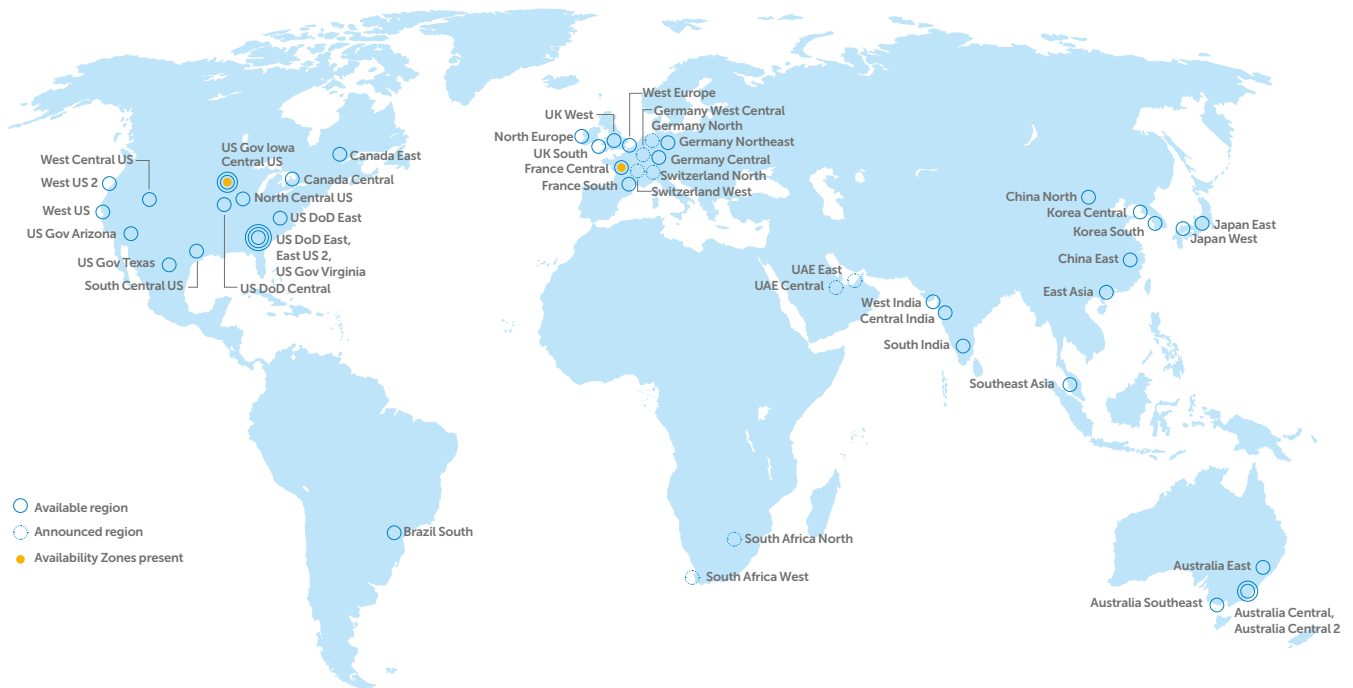 West Europe
Germany West Central
UK West
Germany North
North Europe
Germany Northeast
UK South
Germany Central
France Central
Switzerland North
France South
Switzerland West
US Gov Iowa
Central US
Canada East
West Central US
West US 2
Canada Central
North Central US
West US
US DoD East
US Gov Arizona
US DoD East,
East US 2,
US Gov Virginia
US Gov Texas
South Central US
US DoD Central
China North
Korea Central
Korea South
Japan East
Japan West
China East
UAE East
UAE Central
East Asia
West India
Central India
South India
Southeast Asia
Available region
Announced region
Availability Zones present
Brazil South
South Africa North
South Africa West
Australia East
Australia Southeast
Australia Central,
Australia Central 2